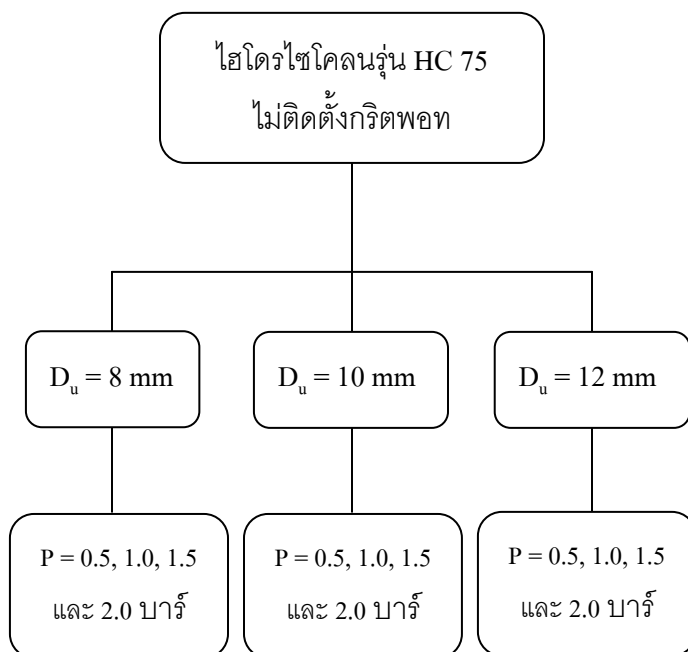 ไฮโดรไซโคลนรุ่น HC 75
ไม่ติดตั้งกริตพอท
D_u = 8 mm
D_u = 10 mm
D_u = 12 mm
P = 0.5, 1.0, 1.5
และ 2.0 บาร์
P = 0.5, 1.0, 1.5
และ 2.0 บาร์
P = 0.5, 1.0, 1.5
และ 2.0 บาร์